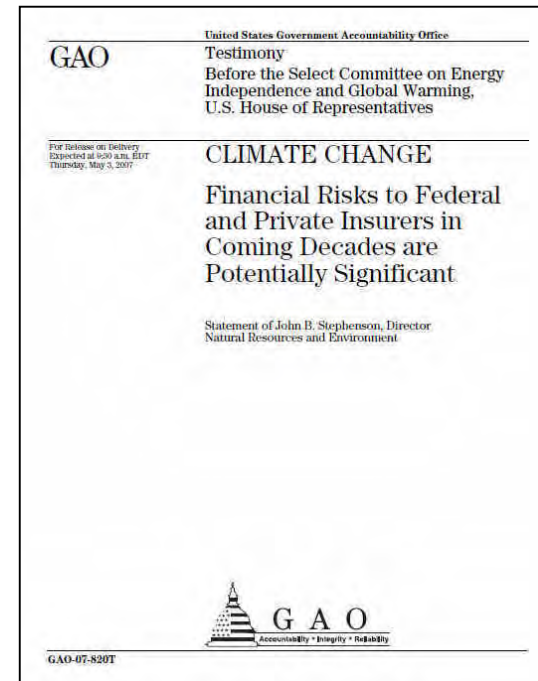 United States Government Accountability Office
GAO
Testimony
Before the Select Committee on Energy
Independence and Global Warming,
U.S. House of Representatives
For Release on Delivery
Expected at 9:30 a.m. EDT
Thursday, May 3, 2007
CLIMATE CHANGE
Financial Risks to Federal
and Private Insurers in
Coming Decades are
Potentially Significant
Statement of John B. Stephenson, Director
Natural Resources and Environment
G A O
Accountability * Integrity * Reliability
GAO-07-820T